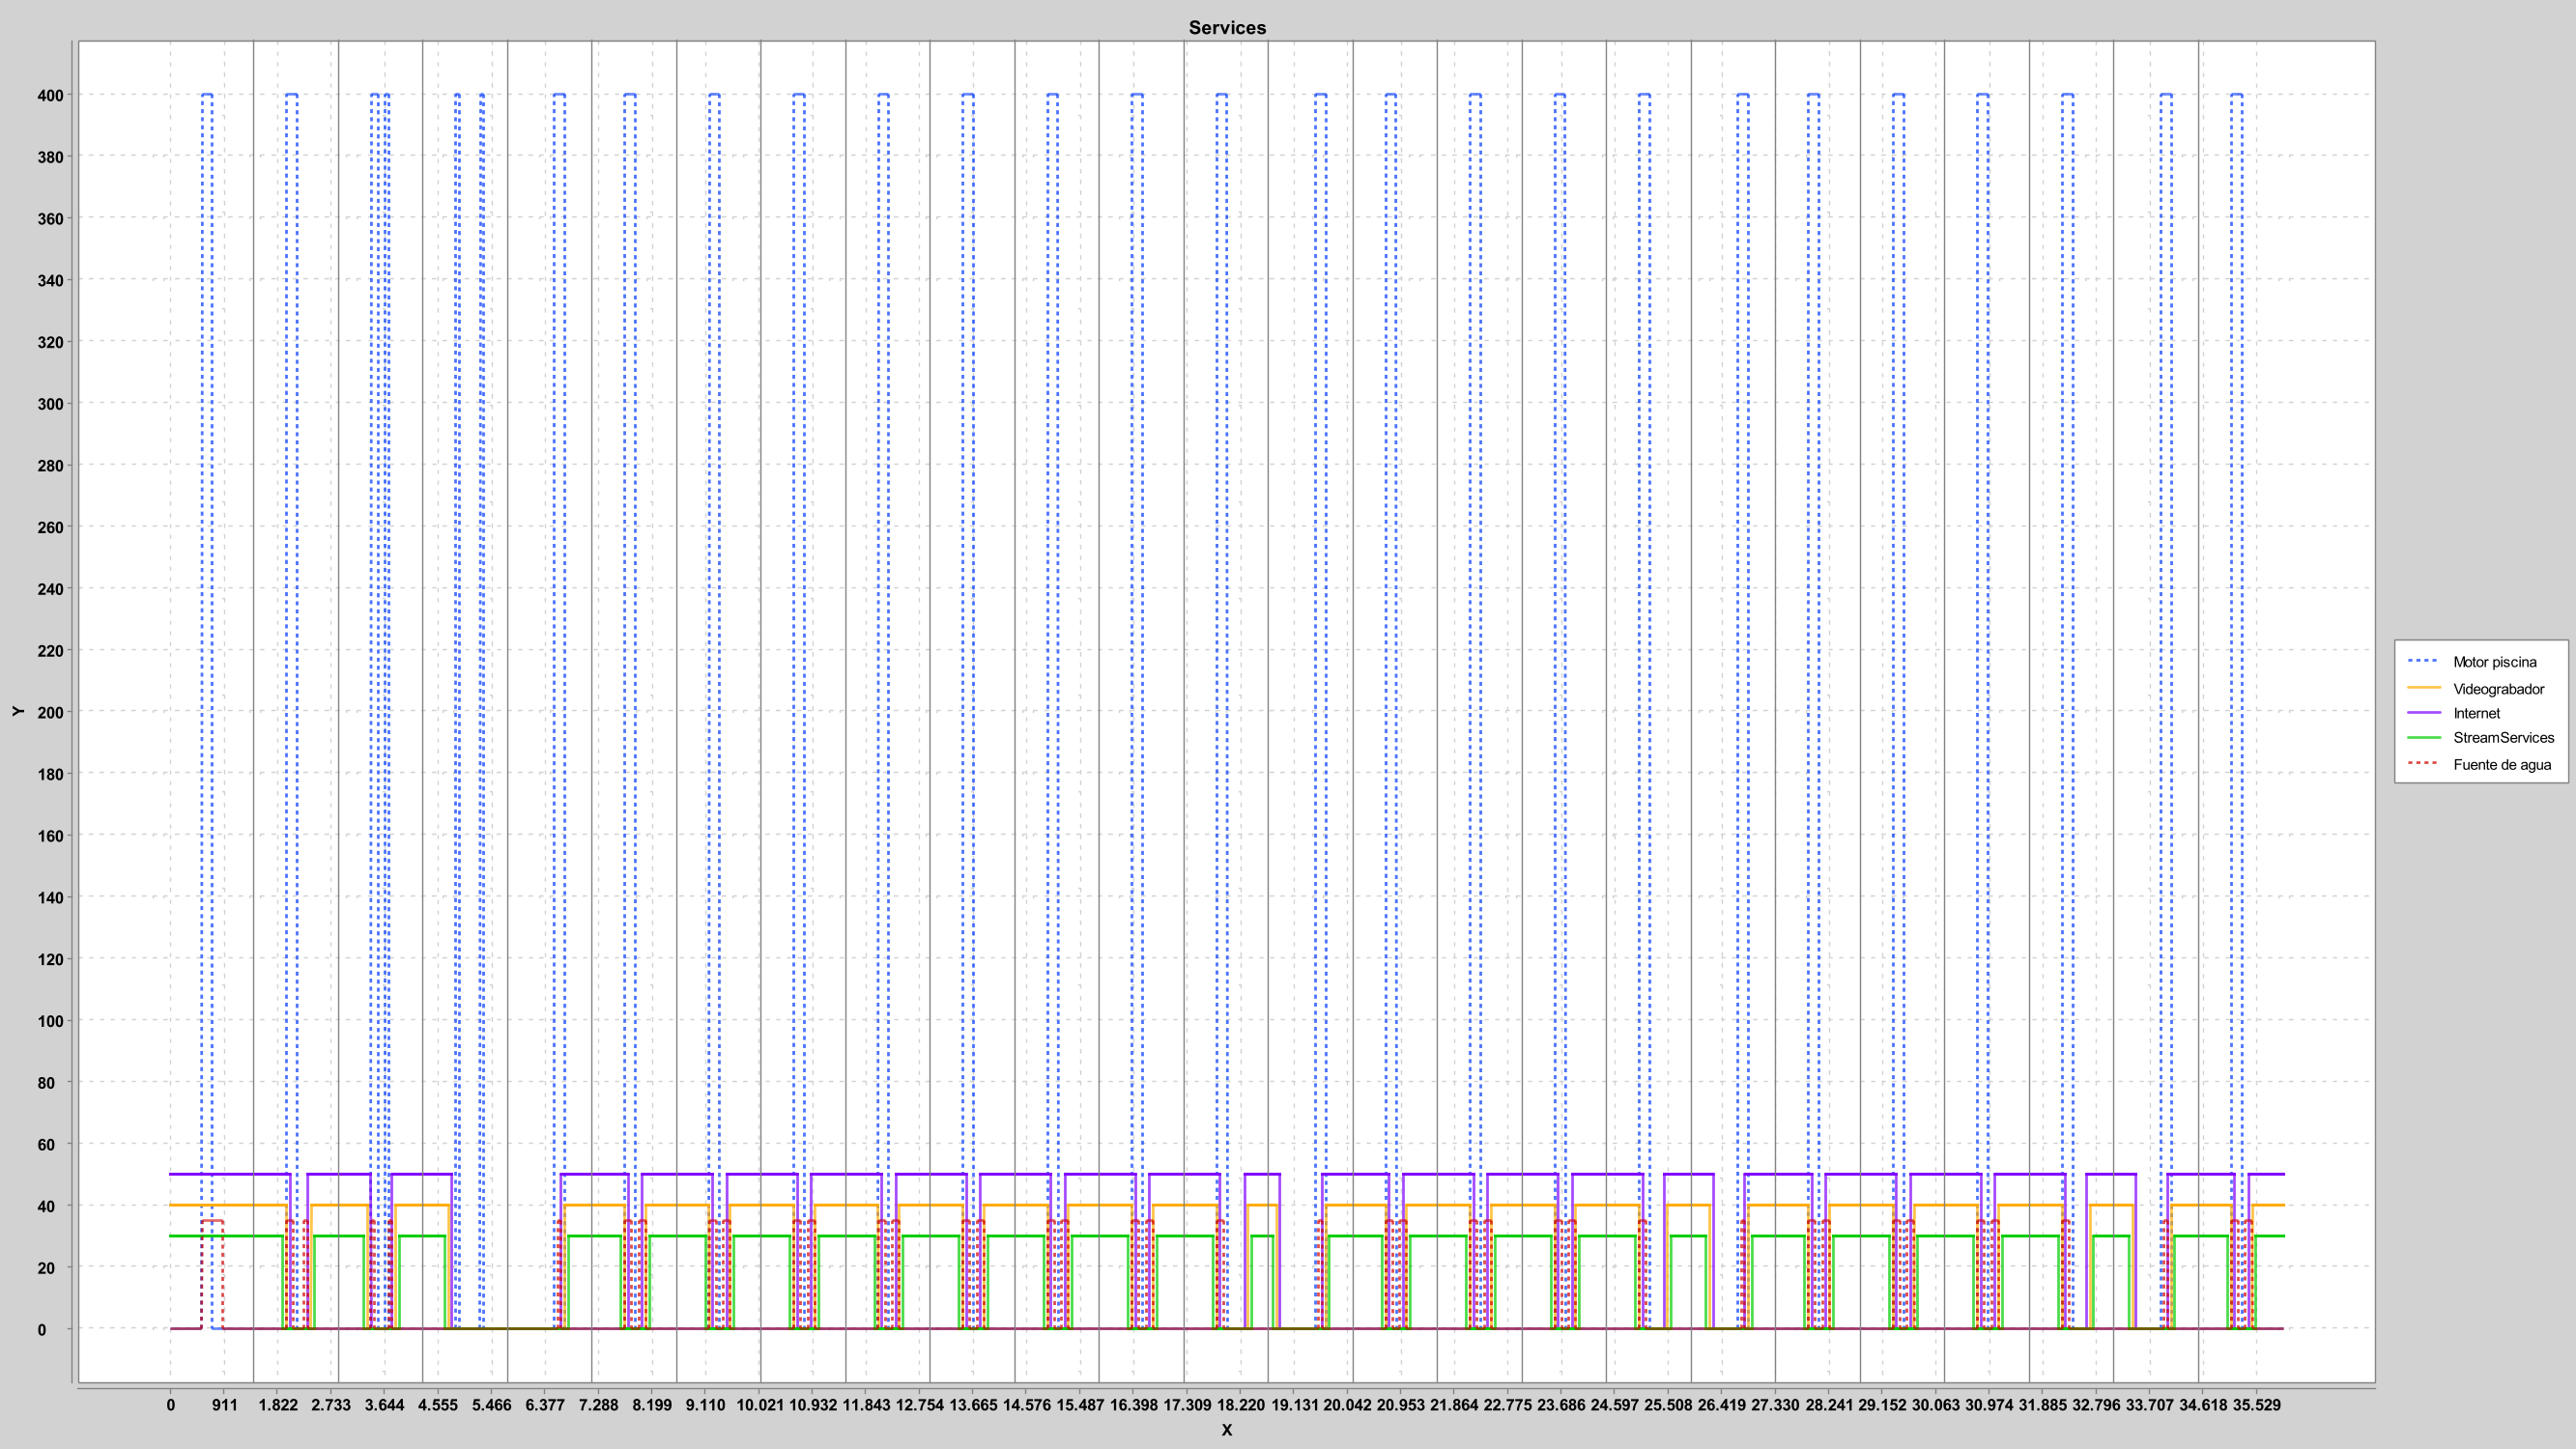 Services
400
380
360
340
320
300
280
260
240
220
200
180
160
140
120
100
80
60
40
20
0
Y
0 911 1.822 2.733 3.644 4.555 5.466 6.377 7.288 8.199 9.110 10.021 10.932 11.843 12.754 13.665 14.576 15.487 16.398 17.309 18.220 19.131 20.042 20.953 21.864 22.775 23.686 24.597 25.508 26.419 27.330 28.241 29.152 30.063 30.974 31.885 32.796 33.707 34.618 35.529
X
Motor piscina
Videograbador
Internet
StreamServices
Fuente de agua